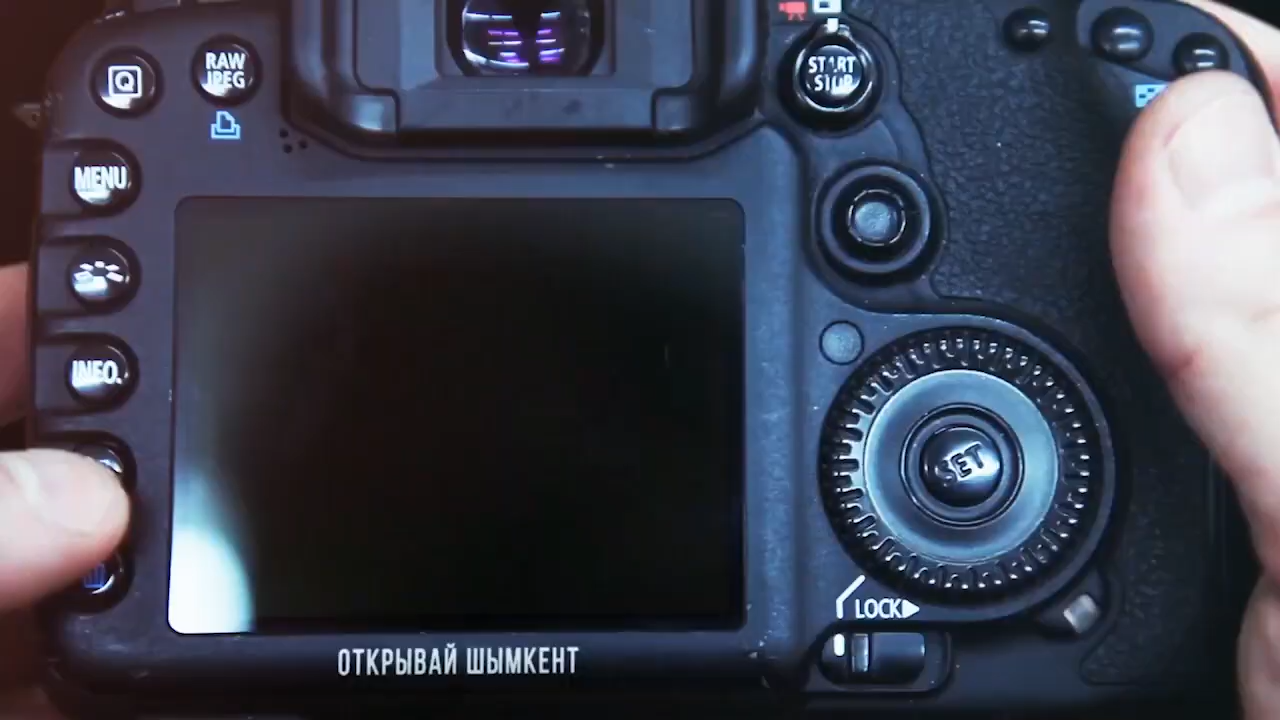 Q
RAW
JPEG
START
STOP
MENU
INFO.
SET
LOCK
ОТКРЫВАЙ ШЫМКЕНТ